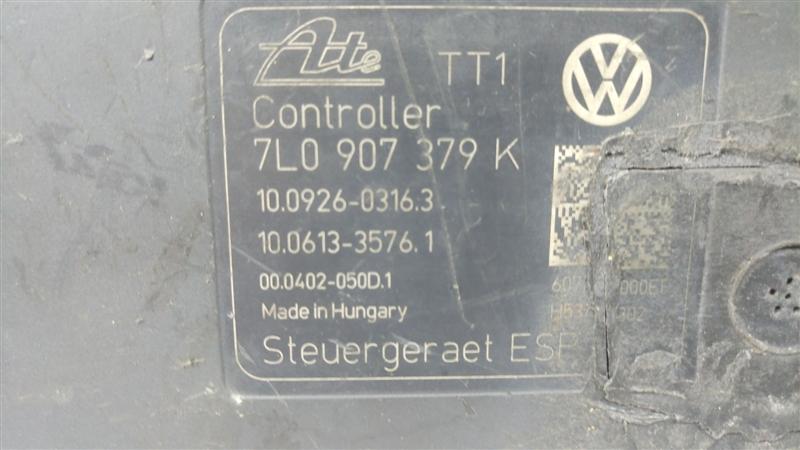 Ate TT1
Controller
7L0 907 379 K
10.0926-0316.3
10.0613-3576.1
00.0402-050D.1
Made in Hungary
Steuergeraet ESP